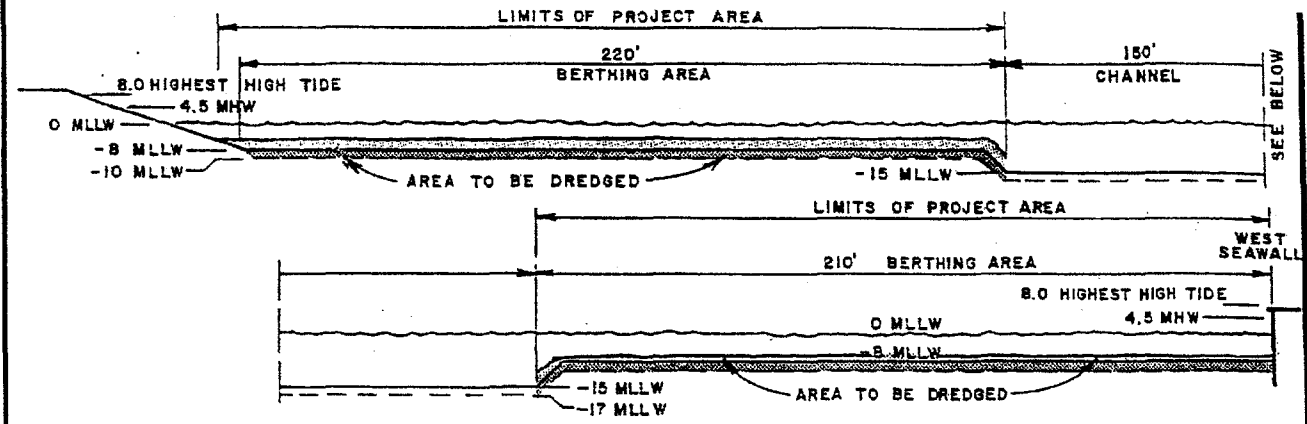 LIMITS OF PROJECT AREA
220'
BERTHING AREA
150'
CHANNEL
8.0 HIGHEST HIGH TIDE
4.5 MHW
0 MLLW
-8 MLLW
-10 MLLW
AREA TO BE DREDGED
-15 MLLW
SEE BELOW
LIMITS OF PROJECT AREA
WEST
SEAWALL
210' BERTHING AREA
8.0 HIGHEST HIGH TIDE
4.5 MHW
0 MLLW
-8 MLLW
-15 MLLW
-17 MLLW
AREA TO BE DREDGED